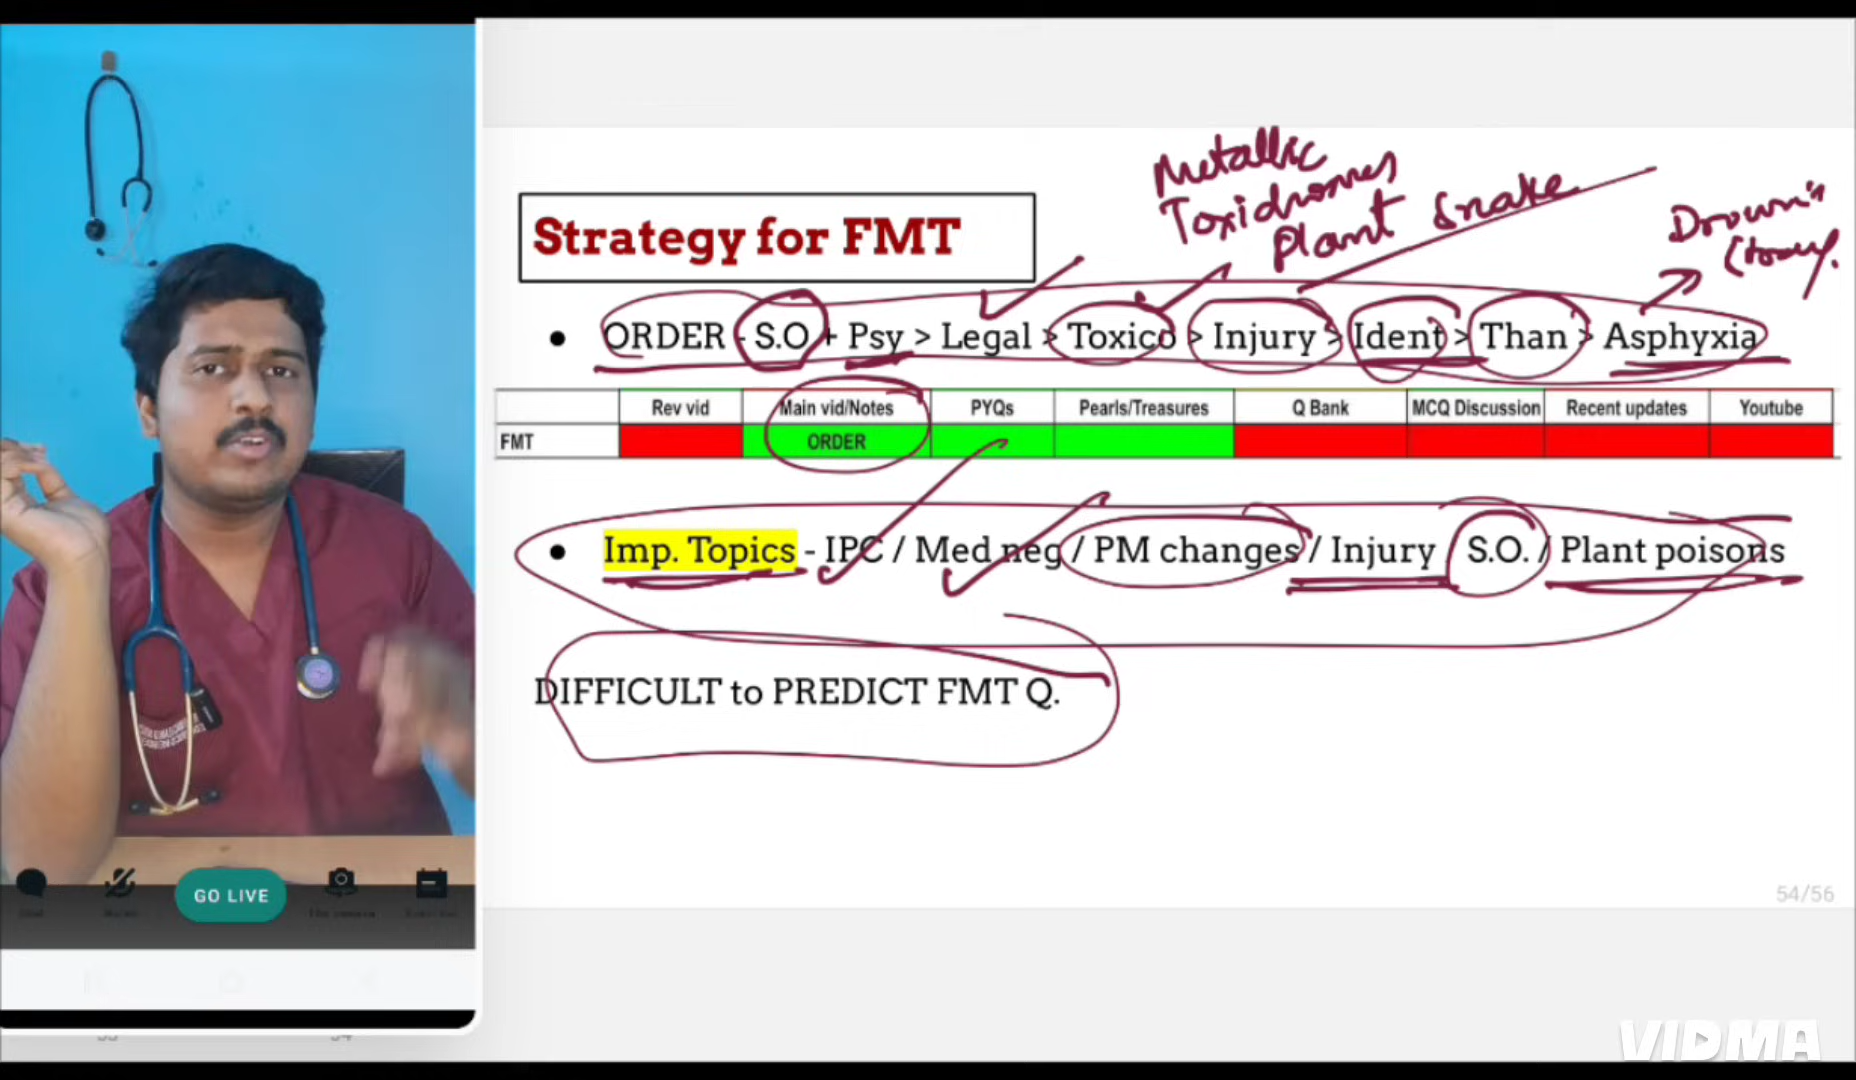 Metallic
Toxidromes
Plant Snake
Drown's
Strategy for FMT
ORDER - S.O + Psy > Legal > Toxico > Injury > Ident > Than > Asphyxia
Rev vid Main vid/Notes PYQs Pearls/Treasures Q Bank MCQ Discussion Recent updates Youtube
FMT ORDER
Imp. Topics - IPC / Med neg / PM changes / Injury S.O. / Plant poisons
DIFFICULT to PREDICT FMT Q.
GO LIVE
54/56
VIDMA